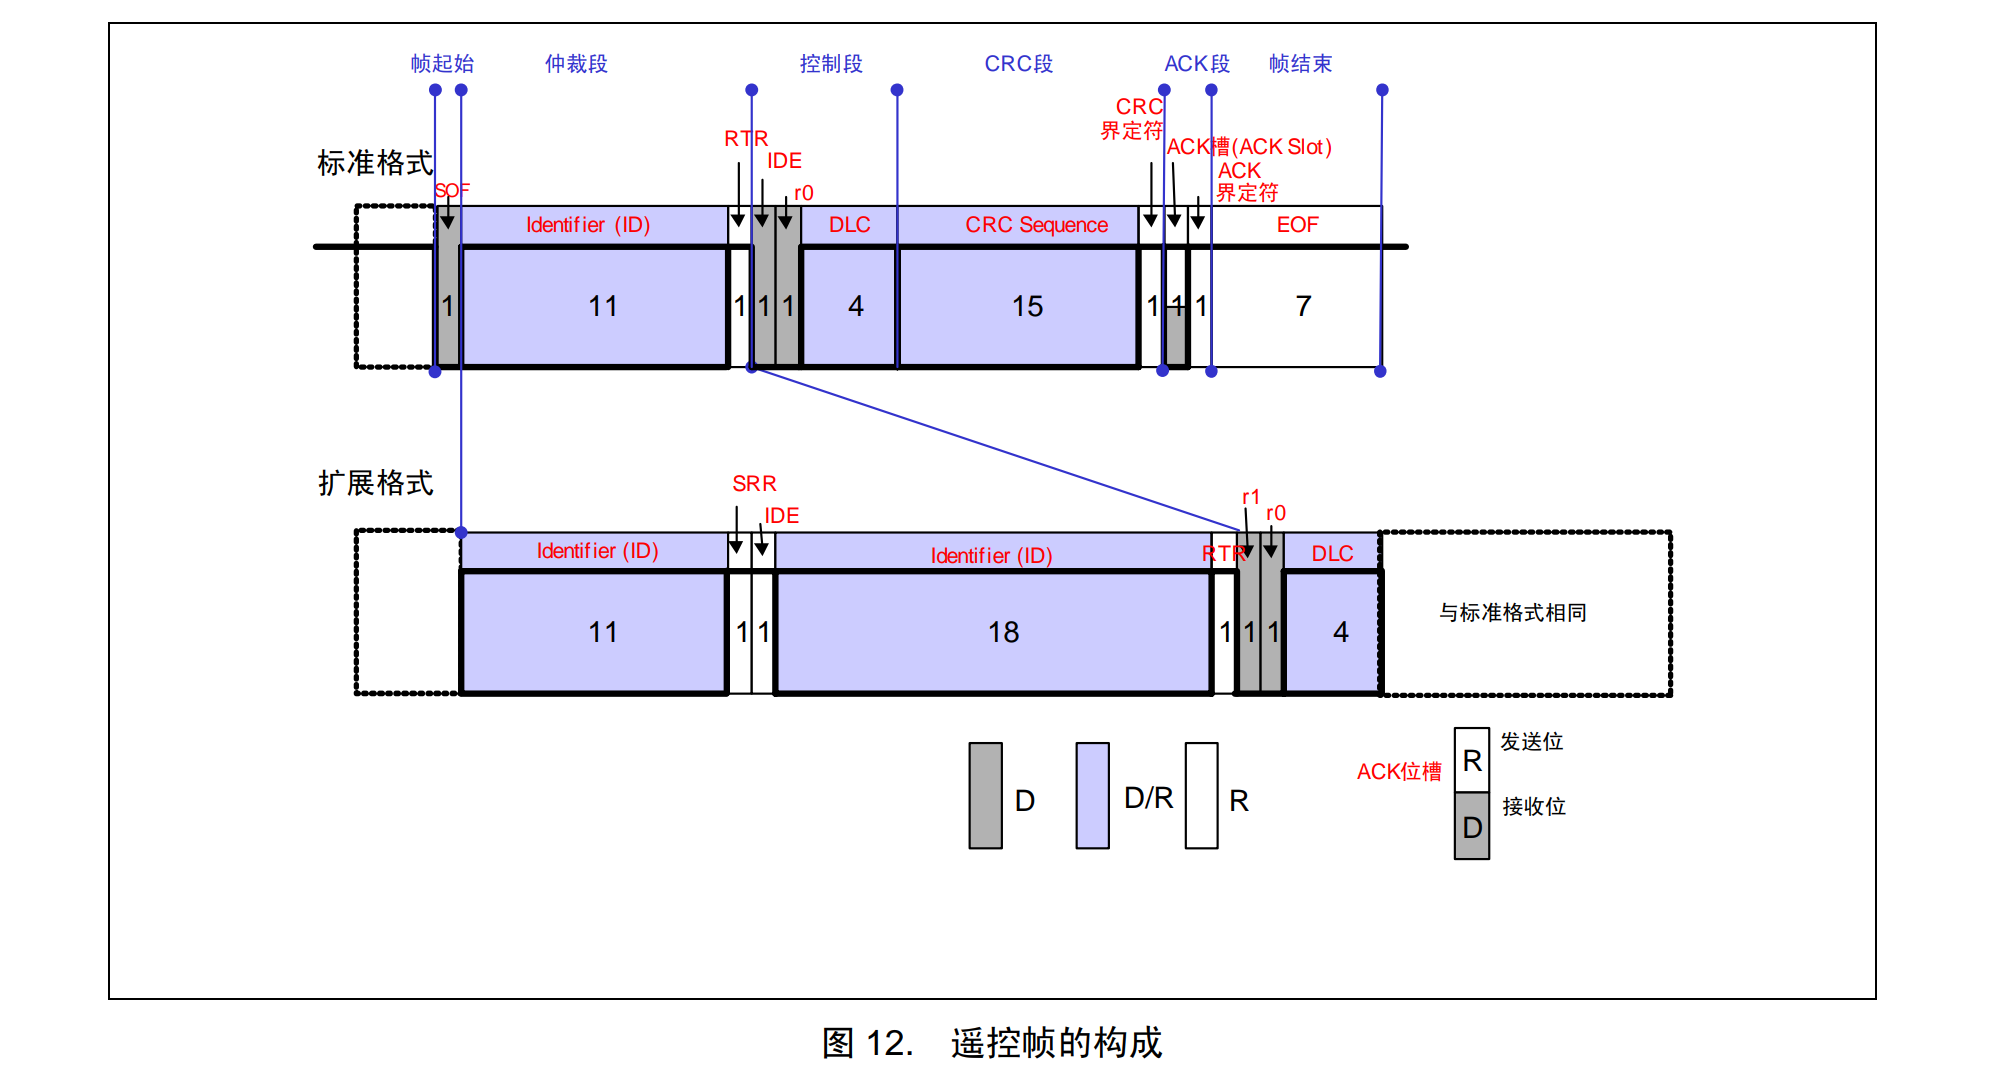 帧起始 仲裁段 控制段 CRC段 ACK段 帧结束
CRC
界定符
RTR
ACK槽(ACK Slot)
标准格式
IDE
ACK
界定符
SOF
r0
Identifier (ID) DLC CRC Sequence EOF
1 11 1 1 1 4 15 1 1 1 7
扩展格式
SRR
r1
IDE
r0
Identifier (ID) Identifier (ID) RTR DLC
11 1 1 18 1 1 1 4
与标准格式相同
发送位
R
ACK位槽
D D/R R
接收位
D
图 12. 遥控帧的构成